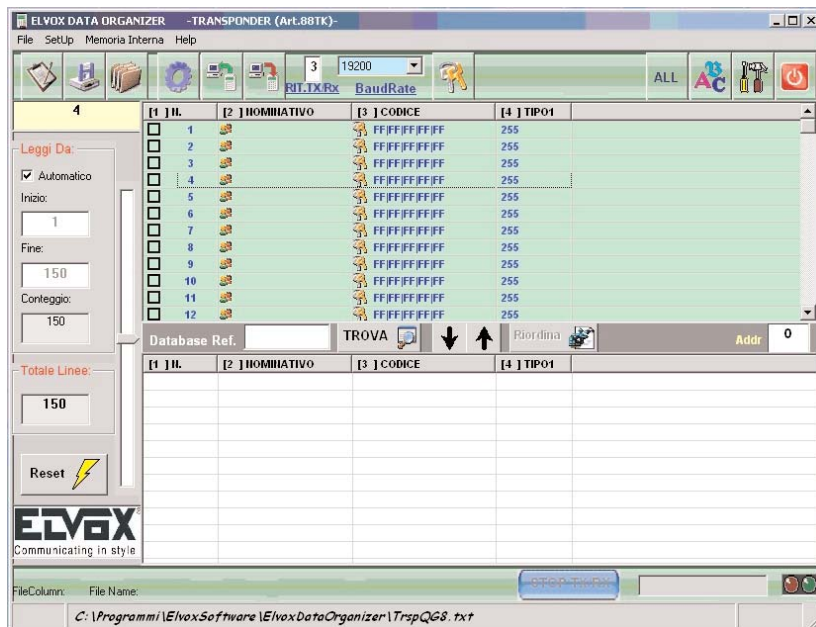 ELVOX DATA ORGANIZER -TRANSPONDER (Art.88TK)-
File SetUp Memoria Interna Help
3 19200 ALL
RIT.TX/Rx BaudRate
4
[1 ] N. [2 ] NOMINATIVO [3 ] CODICE [4 ] TIPO1
1 FF|FF|FF|FF|FF 255
2 FF|FF|FF|FF|FF 255
3 FF|FF|FF|FF|FF 255
4 FF|FF|FF|FF|FF 255
5 FF|FF|FF|FF|FF 255
6 FF|FF|FF|FF|FF 255
7 FF|FF|FF|FF|FF 255
8 FF|FF|FF|FF|FF 255
9 FF|FF|FF|FF|FF 255
10 FF|FF|FF|FF|FF 255
11 FF|FF|FF|FF|FF 255
12 FF|FF|FF|FF|FF 255
Leggi Da:
Automatico
Inizio:
1
Fine:
150
Conteggio:
150
Database Ref. TROVA Riordina Addr 0
[1 ] N. [2 ] NOMINATIVO [3 ] CODICE [4 ] TIPO1
Totale Linee:
150
Reset
ELVOX
Communicating in style
STOP TX/RX
FileColumn: File Name:
C:\Programmi\ElvoxSoftware\ElvoxDataOrganizer\TrspQG8.txt